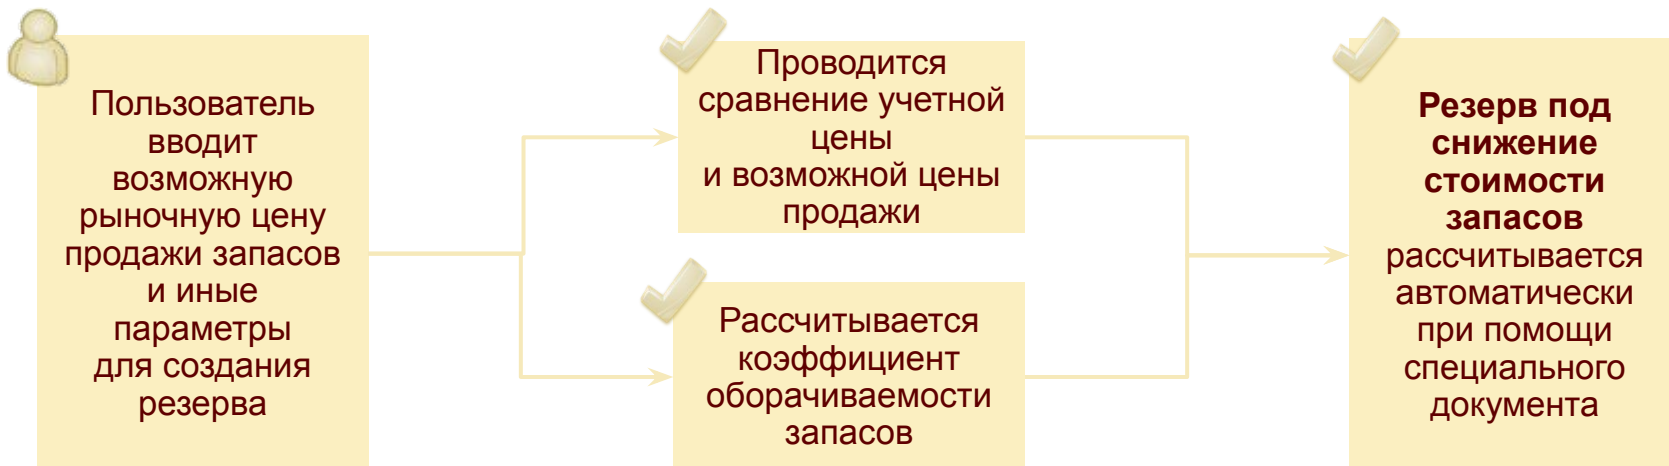 Пользователь
вводит
возможную
рыночную цену
продажи запасов
и иные
параметры
для создания
резерва
Проводится
сравнение учетной
цены
и возможной цены
продажи
Рассчитывается
коэффициент
оборачиваемости
запасов
Резерв под
снижение
стоимости
запасов
рассчитывается
автоматически
при помощи
специального
документа